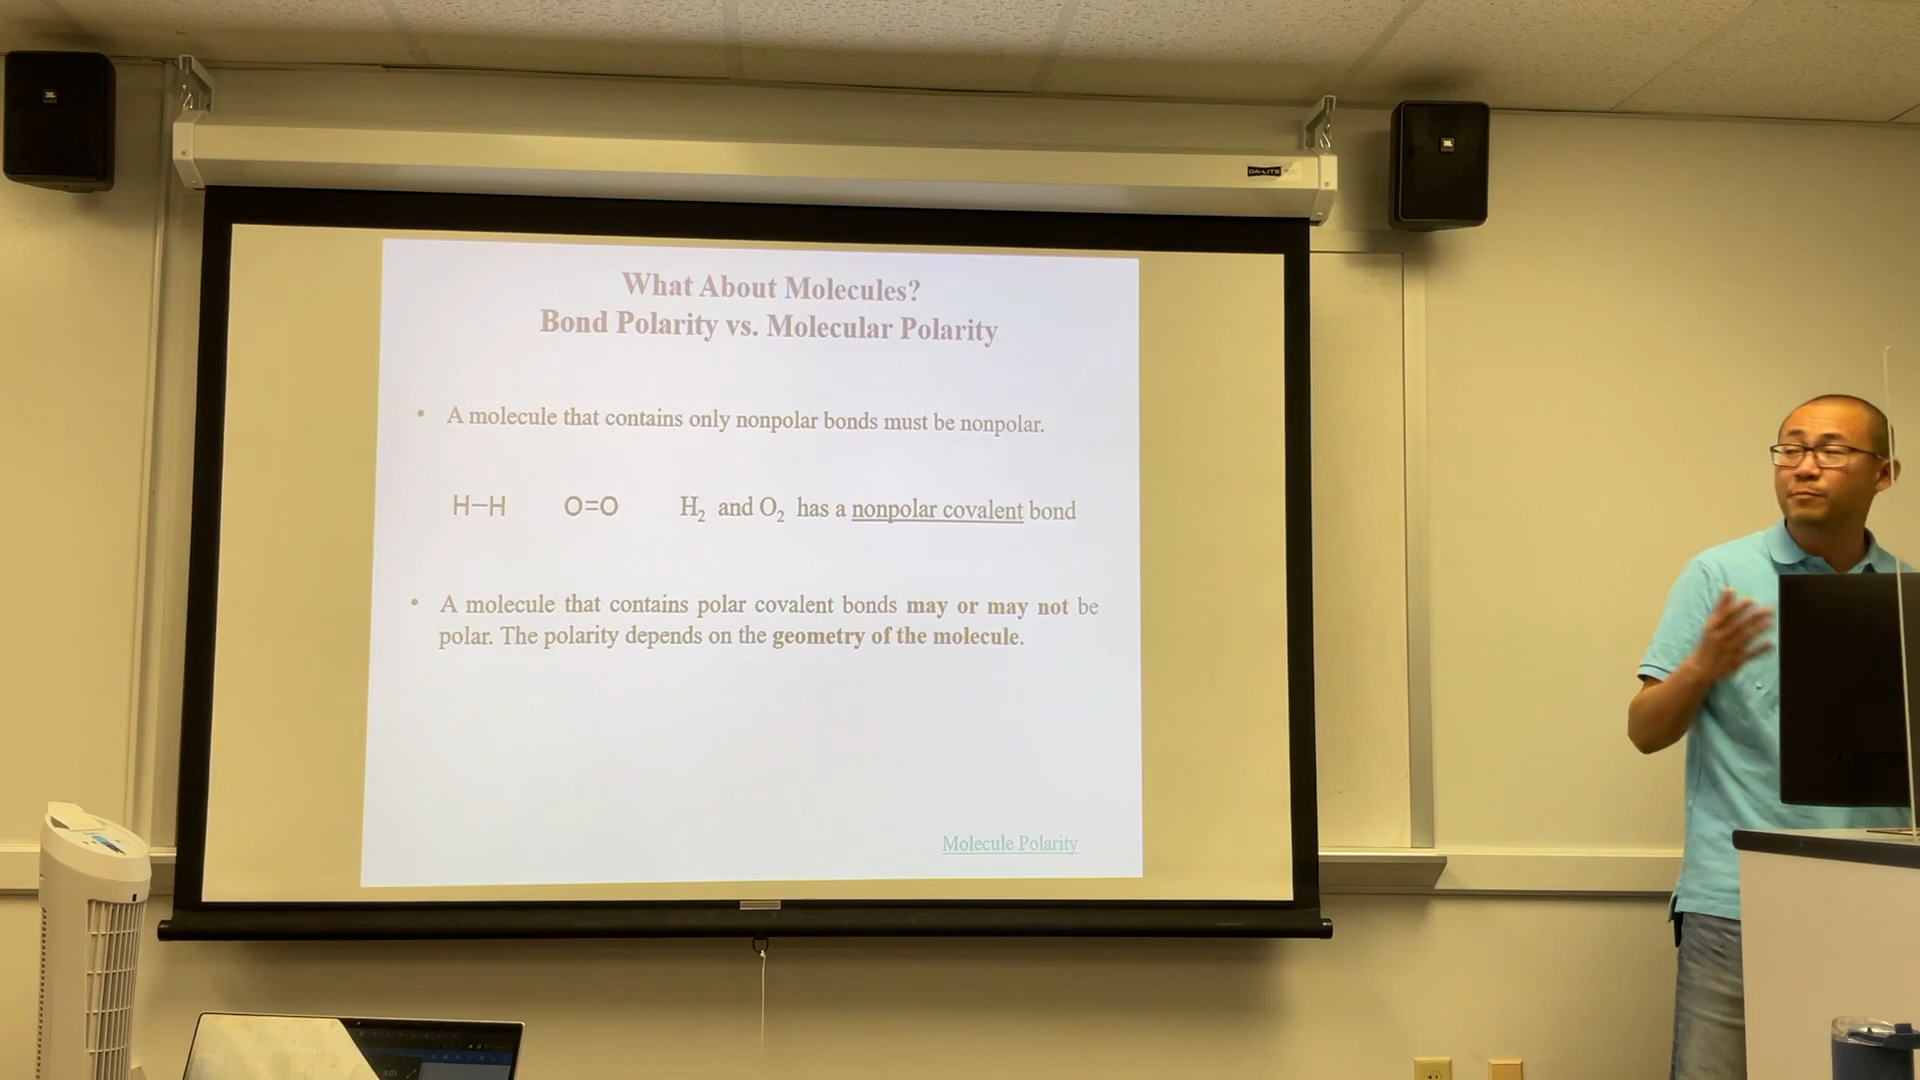 DA-LITE
What About Molecules?
Bond Polarity vs. Molecular Polarity
• A molecule that contains only nonpolar bonds must be nonpolar.
H–H O=O H₂ and O₂ has a nonpolar covalent bond
• A molecule that contains polar covalent bonds may or may not be
polar. The polarity depends on the geometry of the molecule.
Molecule Polarity